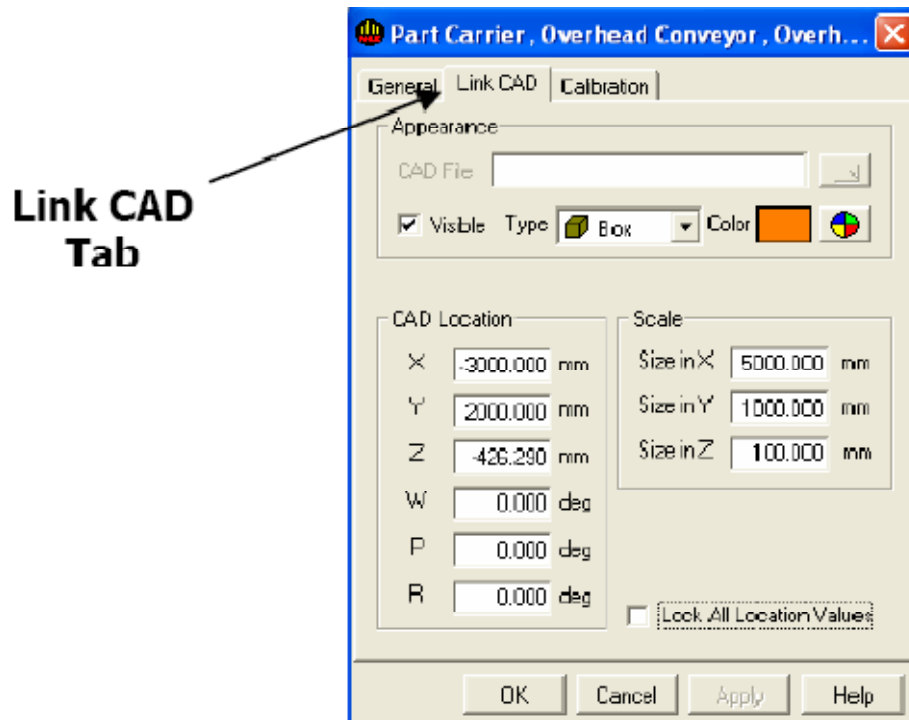 Part Carrier, Overhead Conveyor, Overh...
General Link CAD Calibration
Link CAD
Tab
Appearance
CAD File
Visible Type Box Color
CAD Location
X -3000.000 mm
Y 2000.000 mm
Z -426.290 mm
W 0.000 deg
P 0.000 deg
R 0.000 deg
Scale
Size in X 5000.000 mm
Size in Y 1000.000 mm
Size in Z 100.000 mm
Lock All Location Values
OK Cancel Apply Help